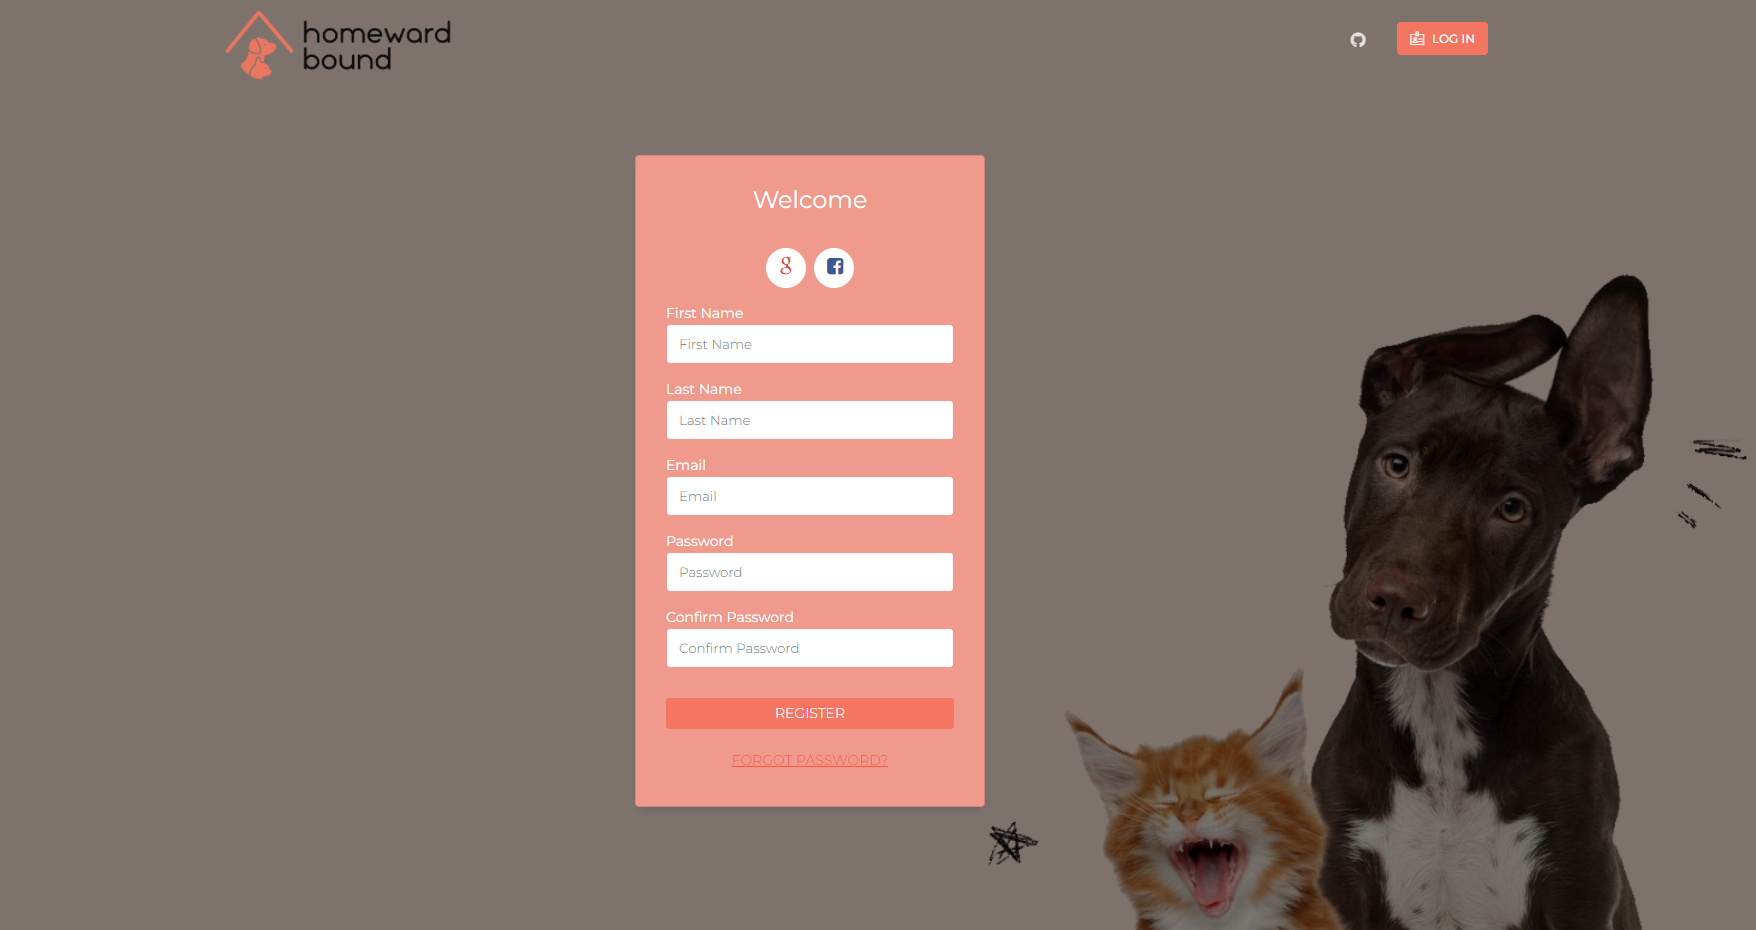 homeward
bound
LOG IN
Welcome
First Name
First Name
Last Name
Last Name
Email
Email
Password
Password
Confirm Password
Confirm Password
REGISTER
FORGOT PASSWORD?